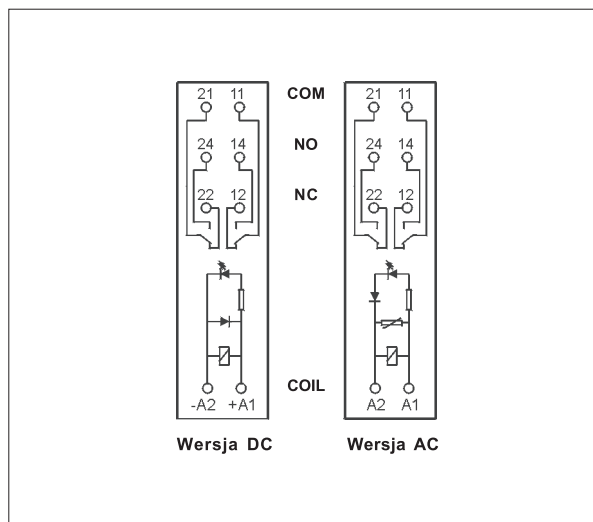 21 11 COM 21 11
24 14 NO 24 14
22 12 NC 22 12
COIL
-A2 +A1 A2 A1
Wersja DC Wersja AC